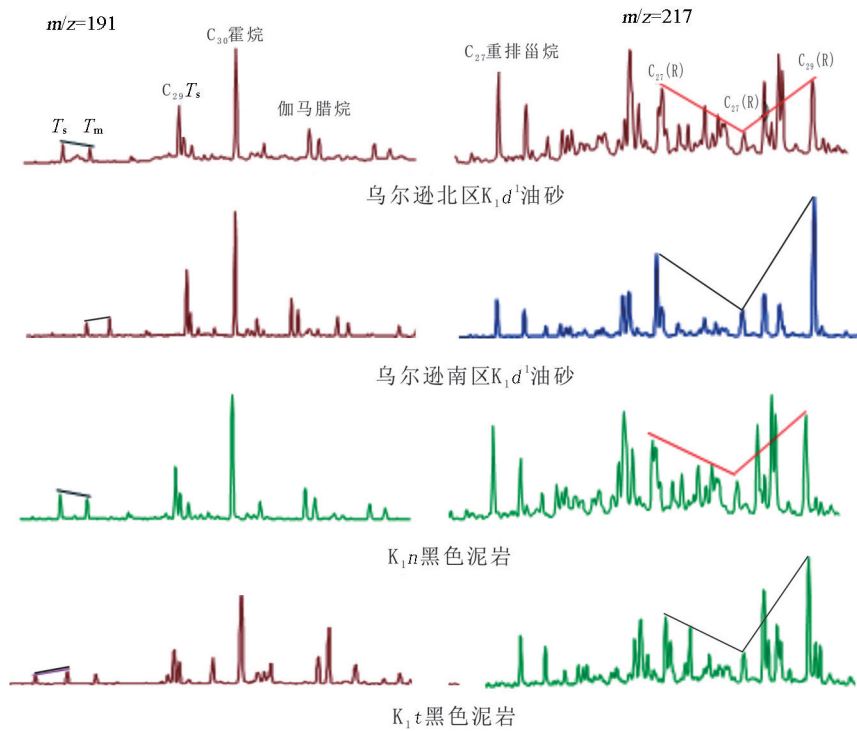 m/z=191
m/z=217
C₃₀霍烷
C₂₇重排甾烷
C₂₇(R)
C₂₇(R)
C₂₉(R)
C₂₉Tₛ
伽马腊烷
Tₛ Tₘ
乌尔逊北区K₁d¹油砂
乌尔逊南区K₁d¹油砂
K₁n黑色泥岩
K₁t黑色泥岩